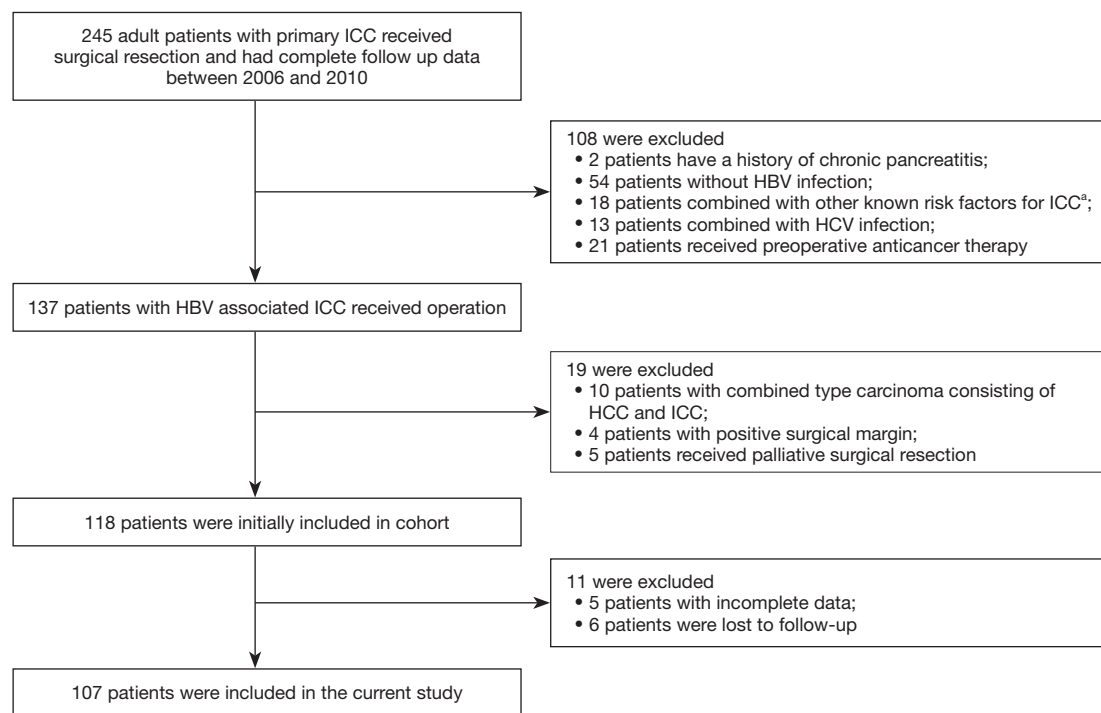 245 adult patients with primary ICC received
surgical resection and had complete follow up data
between 2006 and 2010
108 were excluded
• 2 patients have a history of chronic pancreatitis;
• 54 patients without HBV infection;
• 18 patients combined with other known risk factors for ICCᵃ;
• 13 patients combined with HCV infection;
• 21 patients received preoperative anticancer therapy
137 patients with HBV associated ICC received operation
19 were excluded
• 10 patients with combined type carcinoma consisting of
HCC and ICC;
• 4 patients with positive surgical margin;
• 5 patients received palliative surgical resection
118 patients were initially included in cohort
11 were excluded
• 5 patients with incomplete data;
• 6 patients were lost to follow-up
107 patients were included in the current study